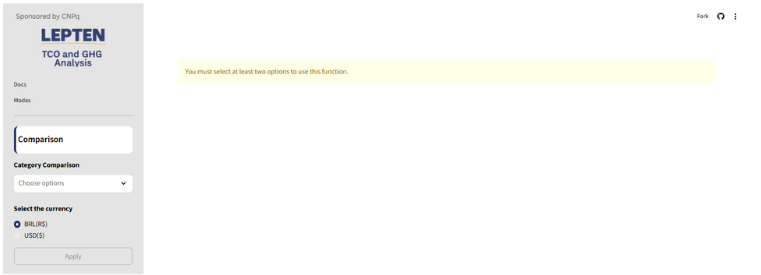 Sponsored by CNPq
LEPTEN
TCO and GHG
Analysis
Docs
Modes
Comparison
Category Comparison
Choose options
Select the currency
BRL(R$)
USD($)
Apply
Fork
You must select at least two options to use this function.